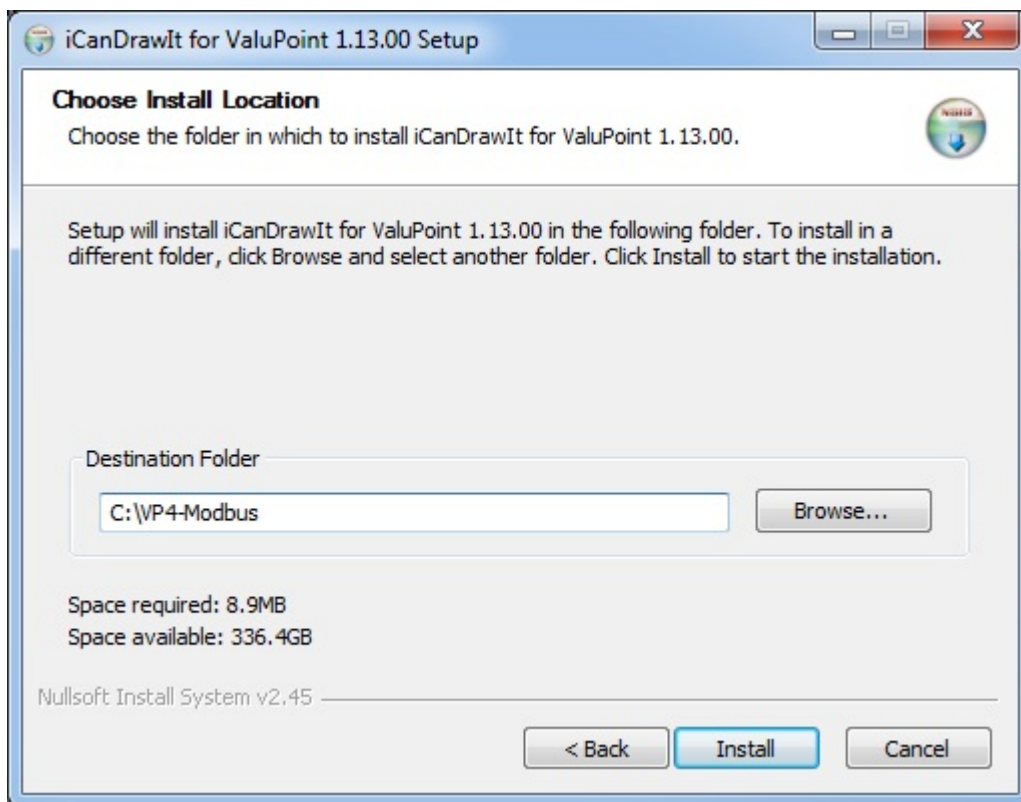 iCanDrawIt for ValuPoint 1.13.00 Setup
Choose Install Location
Choose the folder in which to install iCanDrawIt for ValuPoint 1.13.00.
Setup will install iCanDrawIt for ValuPoint 1.13.00 in the following folder. To install in a
different folder, click Browse and select another folder. Click Install to start the installation.
Destination Folder
C:\VP4-Modbus
Browse...
Space required: 8.9MB
Space available: 336.4GB
Nullsoft Install System v2.45
< Back
Install
Cancel